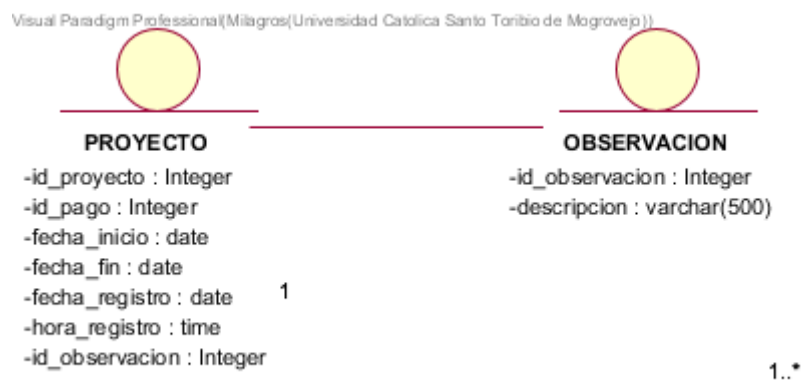 Visual Paradigm Professional(Milagros(Universidad Catolica Santo Toribio de Mogrovejo))
PROYECTO
-id_proyecto : Integer
-id_pago : Integer
-fecha_inicio : date
-fecha_fin : date
-fecha_registro : date
-hora_registro : time
-id_observacion : Integer
1
OBSERVACION
-id_observacion : Integer
-descripcion : varchar(500)
1..*